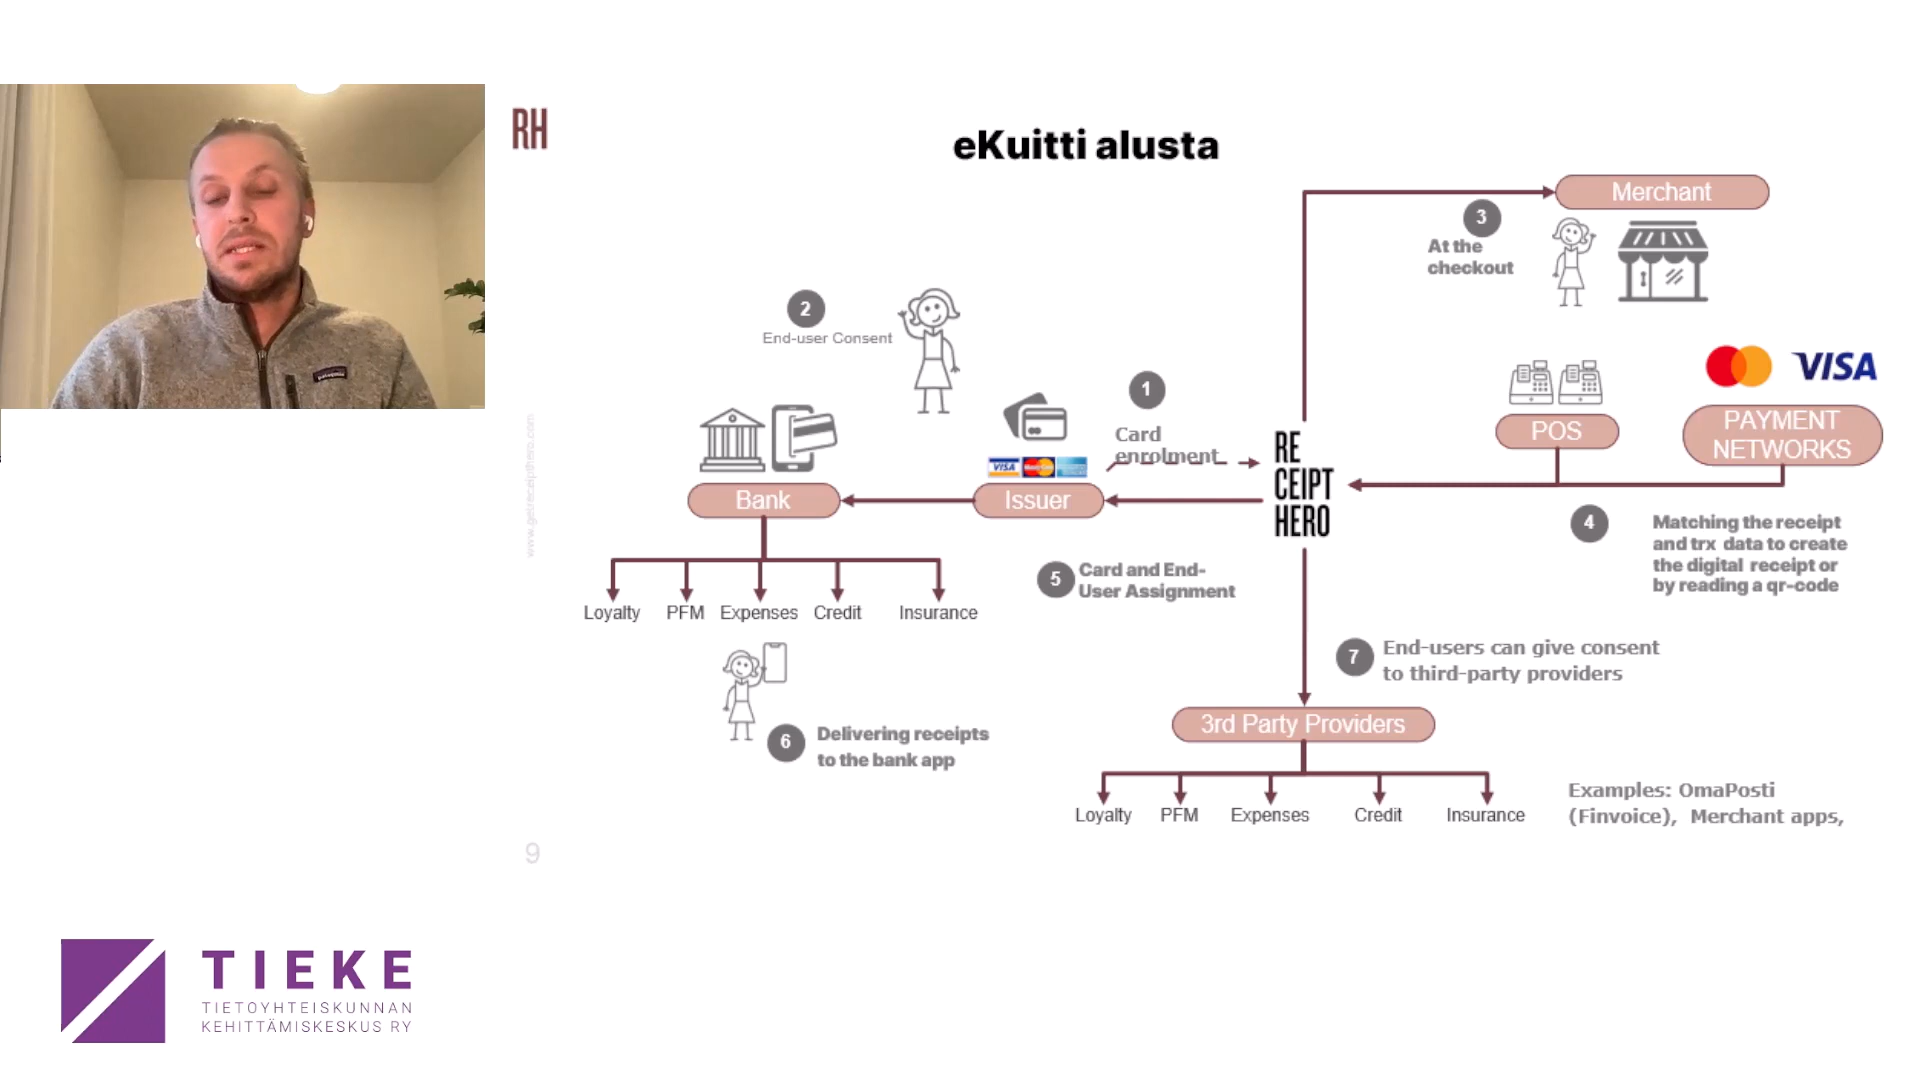 RH
eKuitti alusta
Merchant
3
At the
checkout
2
End-user Consent
1
Card
enrolment
VISA
POS
PAYMENT
NETWORKS
VISA
Bank
Issuer
RE
CEIPT
HERO
4
Matching the receipt
and trx data to create
the digital receipt or
by reading a qr-code
5
Card and End-
User Assignment
Loyalty
PFM
Expenses
Credit
Insurance
6
Delivering receipts
to the bank app
7
End-users can give consent
to third-party providers
3rd Party Providers
Loyalty
PFM
Expenses
Credit
Insurance
Examples: OmaPosti
(Finvoice), Merchant apps,
www.getreceipthero.com
9
TIEKE
TIETOYHTEISKUNNAN
KEHITTÄMISKESKUS RY